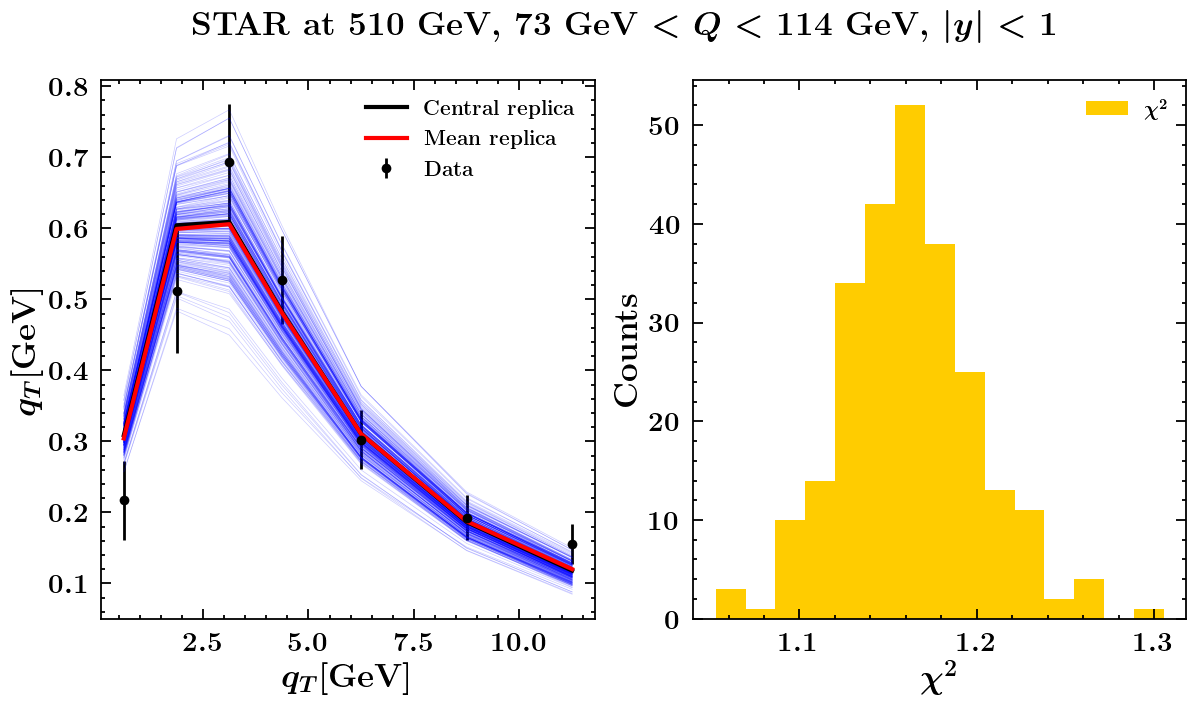 STAR at 510 GeV, 73 GeV < Q < 114 GeV, |y| < 1
0.8
0.7
0.6
0.5
0.4
0.3
0.2
0.1
q_T[GeV]
Central replica
Mean replica
Data
2.5 5.0 7.5 10.0
q_T[GeV]
50
40
30
20
10
0
Counts
χ²
1.1 1.2 1.3
χ²